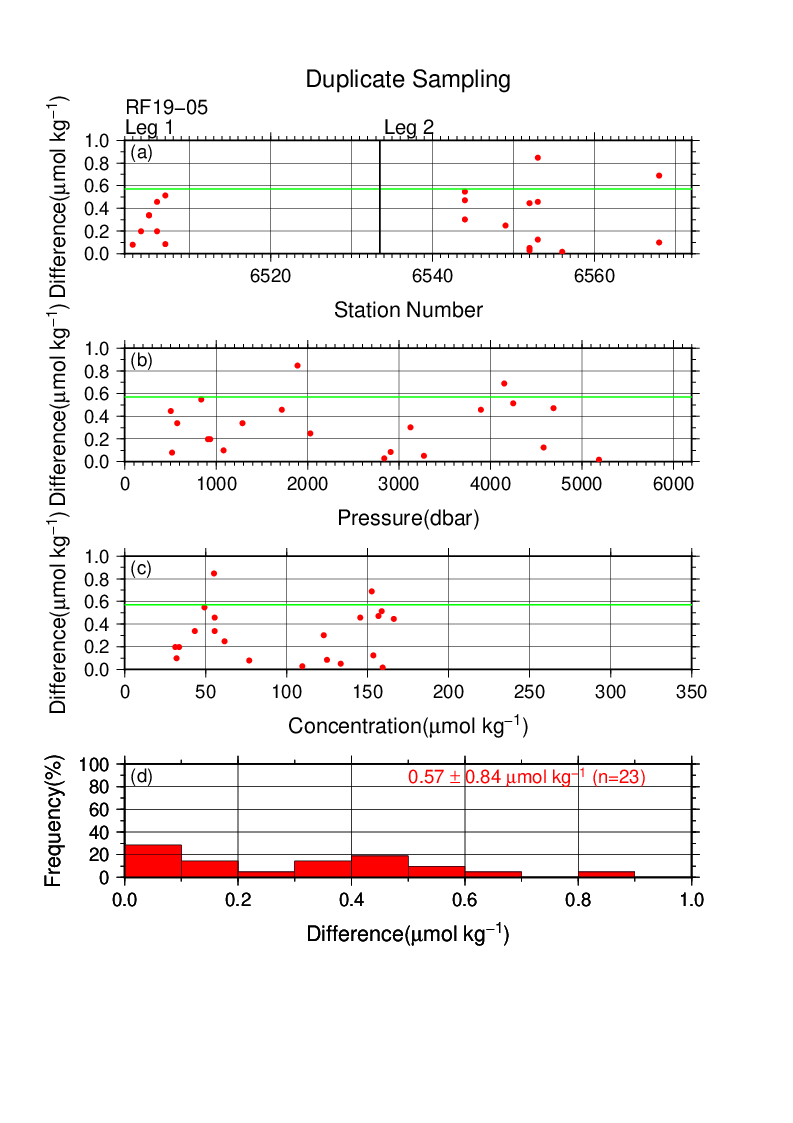 Duplicate Sampling
RF19−05
Leg 1 Leg 2
Difference(μmol kg⁻¹)
1.0
0.8
0.6
0.4
0.2
0.0
(a)
6520 6540 6560
Station Number
Difference(μmol kg⁻¹)
1.0
0.8
0.6
0.4
0.2
0.0
(b)
0 1000 2000 3000 4000 5000 6000
Pressure(dbar)
Difference(μmol kg⁻¹)
1.0
0.8
0.6
0.4
0.2
0.0
(c)
0 50 100 150 200 250 300 350
Concentration(μmol kg⁻¹)
Frequency(%)
100
80
60
40
20
0
(d)
0.57 ± 0.84 μmol kg⁻¹ (n=23)
0.0 0.2 0.4 0.6 0.8 1.0
Difference(μmol kg⁻¹)